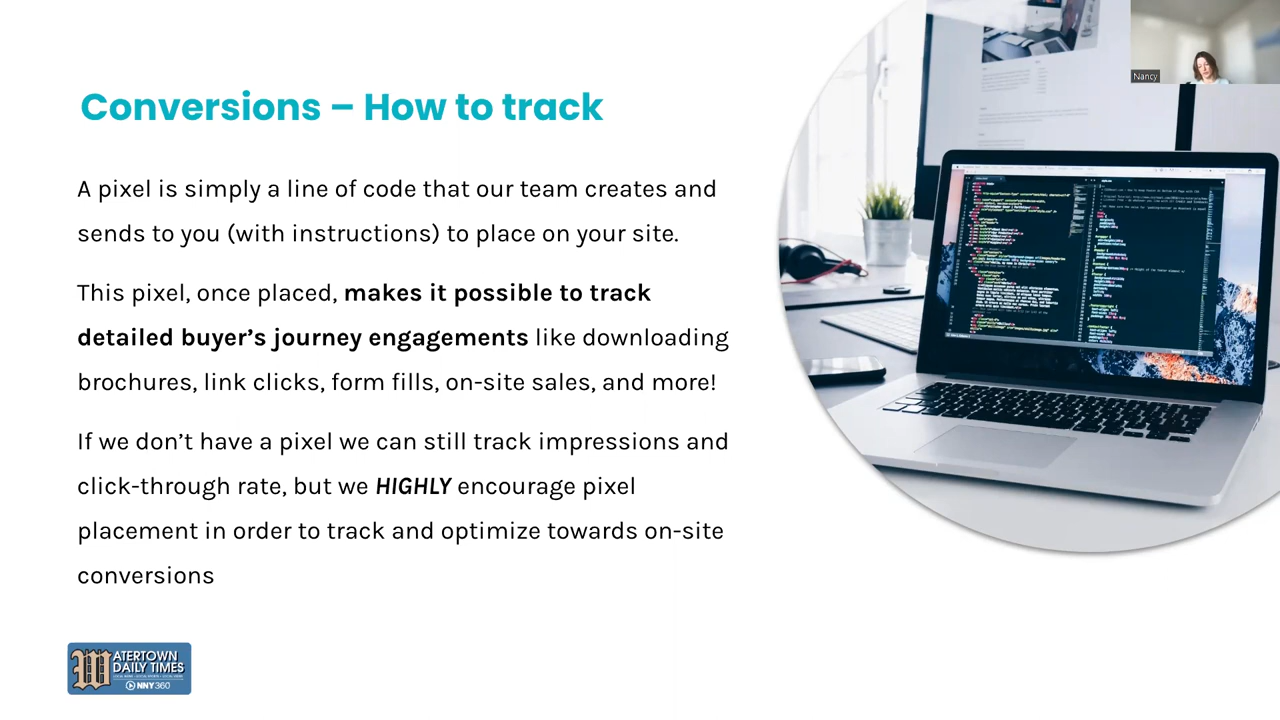 Nancy
Conversions – How to track
A pixel is simply a line of code that our team creates and
sends to you (with instructions) to place on your site.
This pixel, once placed, makes it possible to track
detailed buyer’s journey engagements like downloading
brochures, link clicks, form fills, on-site sales, and more!
If we don’t have a pixel we can still track impressions and
click-through rate, but we HIGHLY encourage pixel
placement in order to track and optimize towards on-site
conversions
WATERTOWN
DAILY TIMES
NNY360